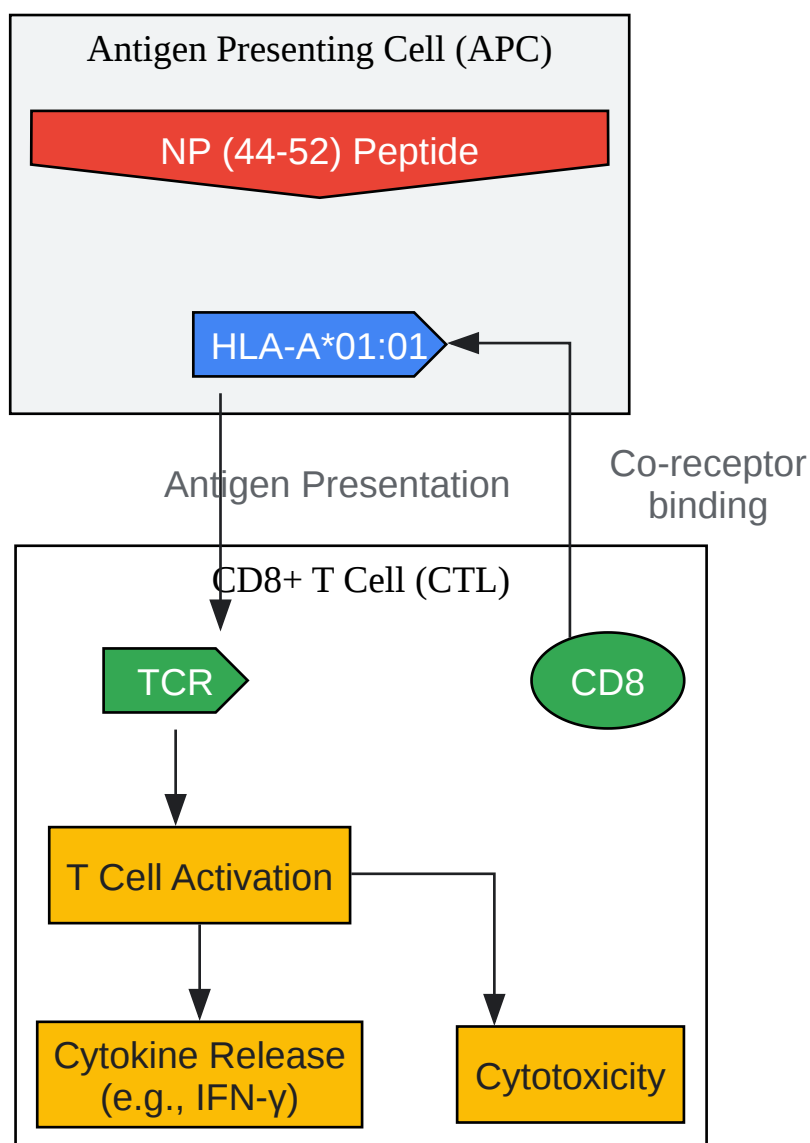 Antigen Presenting Cell (APC)
NP (44-52) Peptide
HLA-A*01:01
Antigen Presentation
Co-receptor
binding
CD8+ T Cell (CTL)
TCR
CD8
T Cell Activation
Cytokine Release
(e.g., IFN-γ)
Cytotoxicity